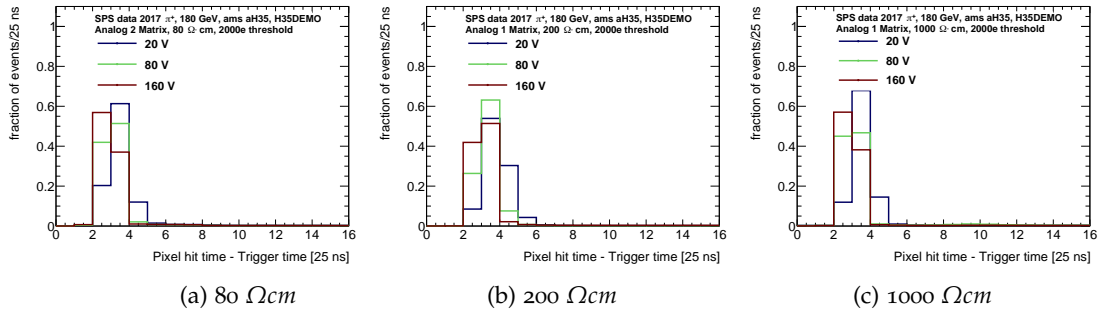 SPS data 2017 π⁺, 180 GeV, ams aH35, H35DEMO
Analog 2 Matrix, 80 Ω· cm, 2000e threshold
20 V
80 V
160 V
fraction of events/25 ns
1
0.8
0.6
0.4
0.2
0
0 2 4 6 8 10 12 14 16
Pixel hit time - Trigger time [25 ns]
(a) 80 Ωcm
SPS data 2017 π⁺, 180 GeV, ams aH35, H35DEMO
Analog 1 Matrix, 200 Ω· cm, 2000e threshold
20 V
80 V
160 V
fraction of events/25 ns
1
0.8
0.6
0.4
0.2
0
0 2 4 6 8 10 12 14 16
Pixel hit time - Trigger time [25 ns]
(b) 200 Ωcm
SPS data 2017 π⁺, 180 GeV, ams aH35, H35DEMO
Analog 1 Matrix, 1000 Ω· cm, 2000e threshold
20 V
80 V
160 V
fraction of events/25 ns
1
0.8
0.6
0.4
0.2
0
0 2 4 6 8 10 12 14 16
Pixel hit time - Trigger time [25 ns]
(c) 1000 Ωcm